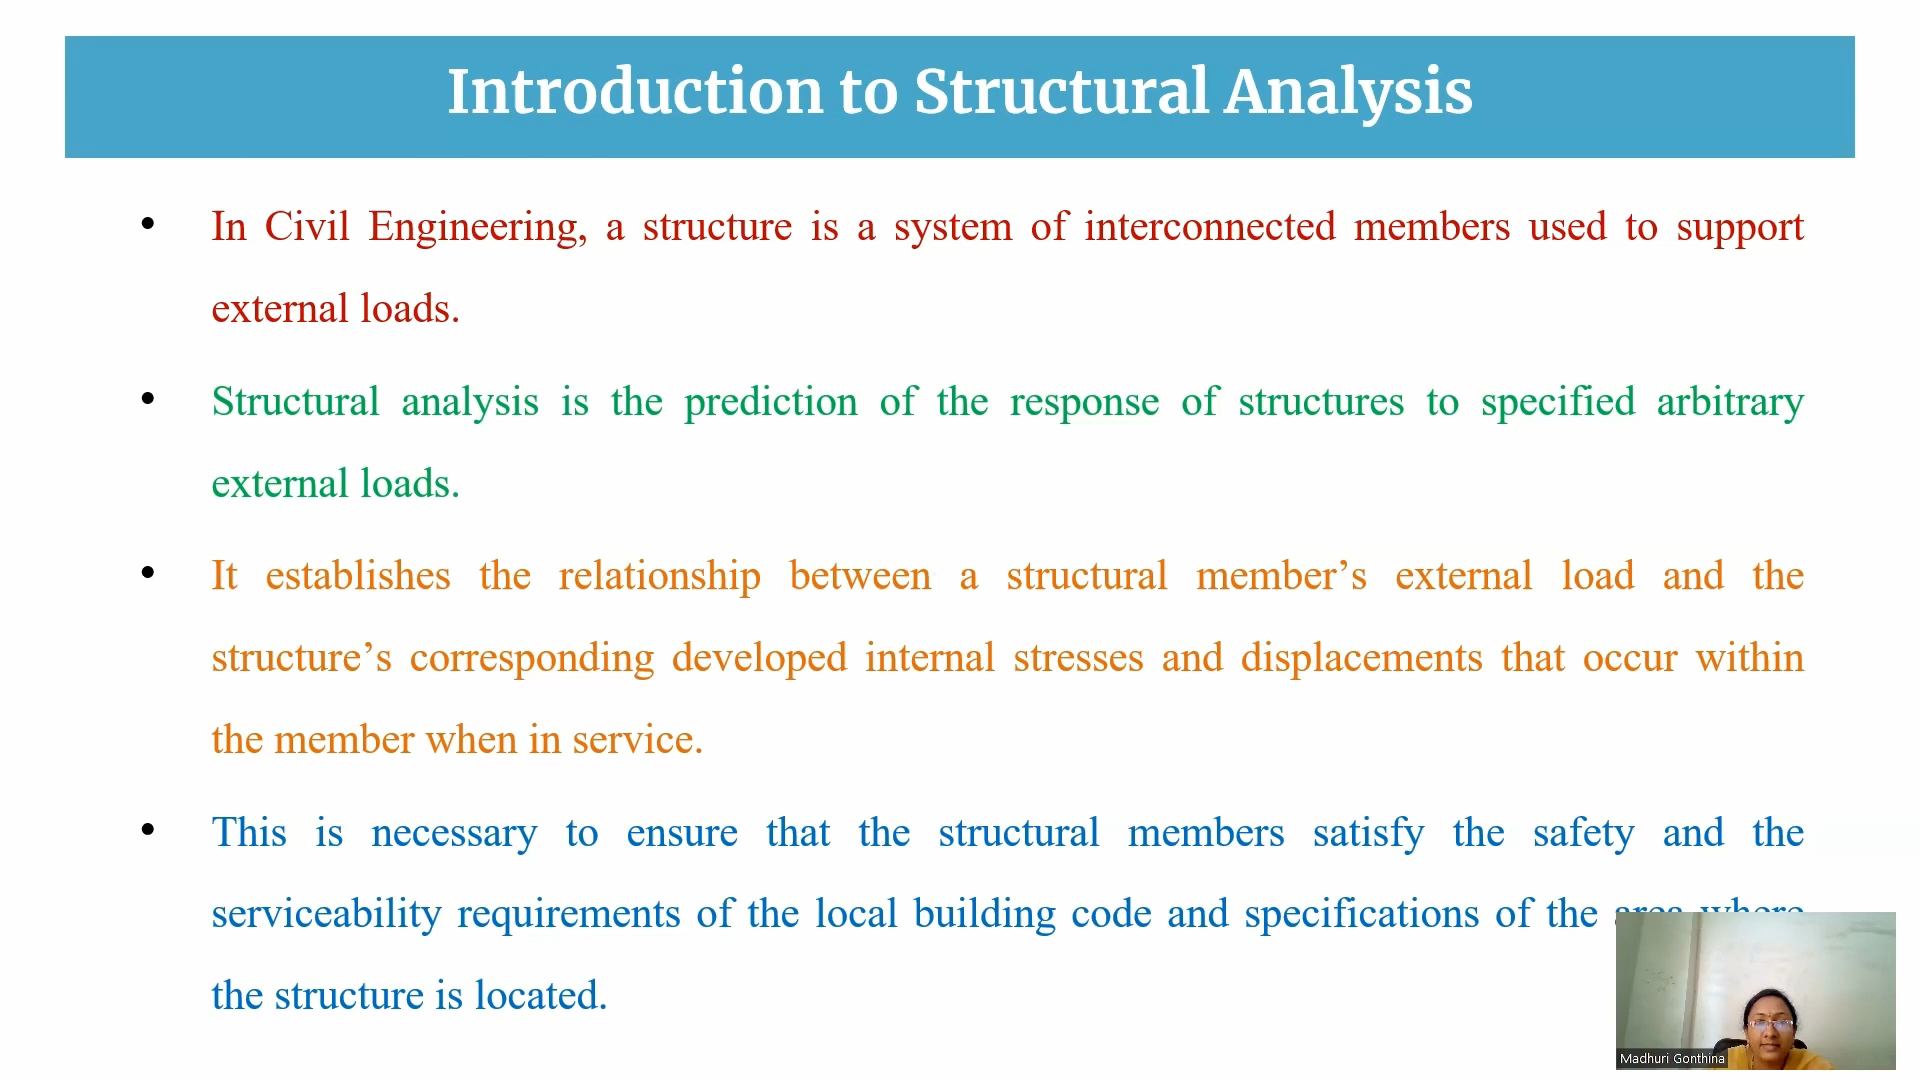 Introduction to Structural Analysis
• In Civil Engineering, a structure is a system of interconnected members used to support
external loads.
• Structural analysis is the prediction of the response of structures to specified arbitrary
external loads.
• It establishes the relationship between a structural member’s external load and the
structure’s corresponding developed internal stresses and displacements that occur within
the member when in service.
• This is necessary to ensure that the structural members satisfy the safety and the
serviceability requirements of the local building code and specifications of the area where
the structure is located.
Madhuri Gonthina